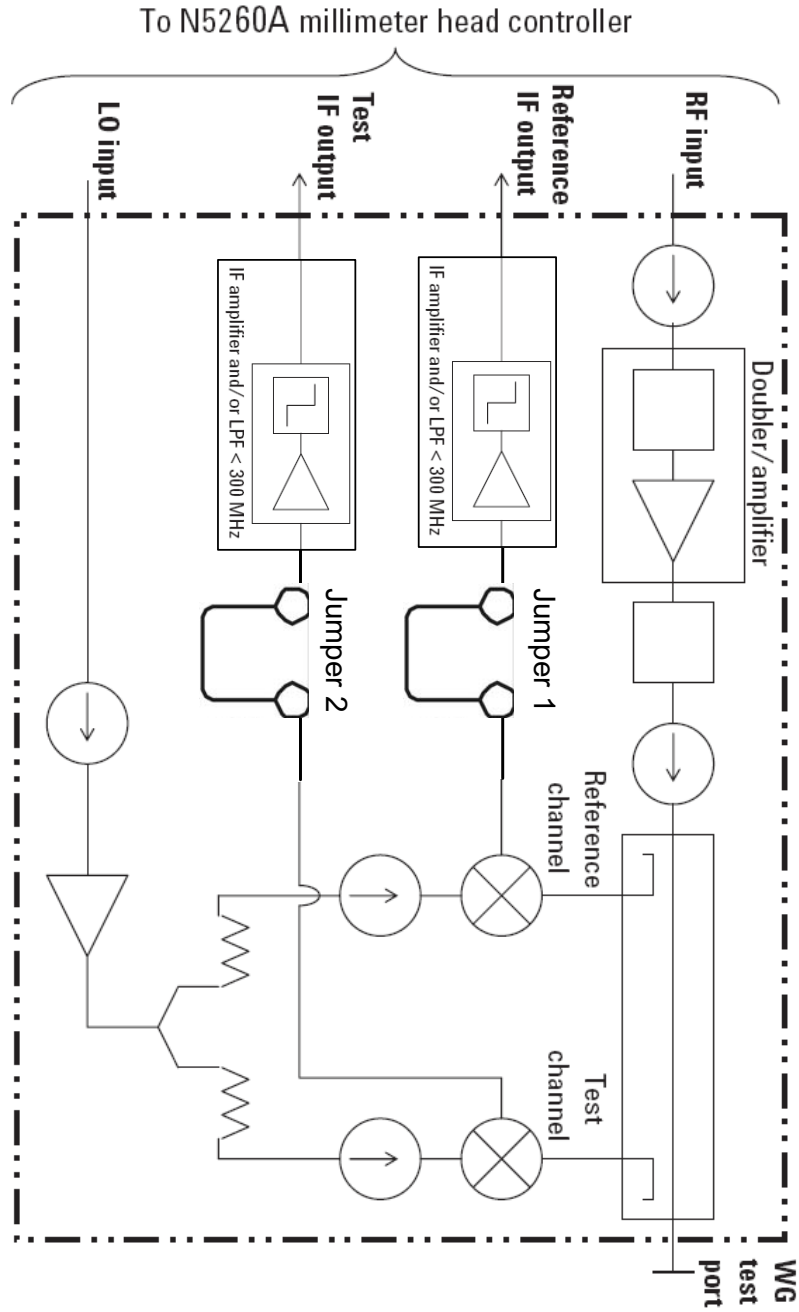 To N5260A millimeter head controller
LO input
Test
IF output
Reference
IF output
RF input
IF amplifier and/or LPF < 300 MHz
IF amplifier and/or LPF < 300 MHz
Doubler/amplifier
Jumper 2
Jumper 1
Reference
channel
Test
channel
WG
test
port